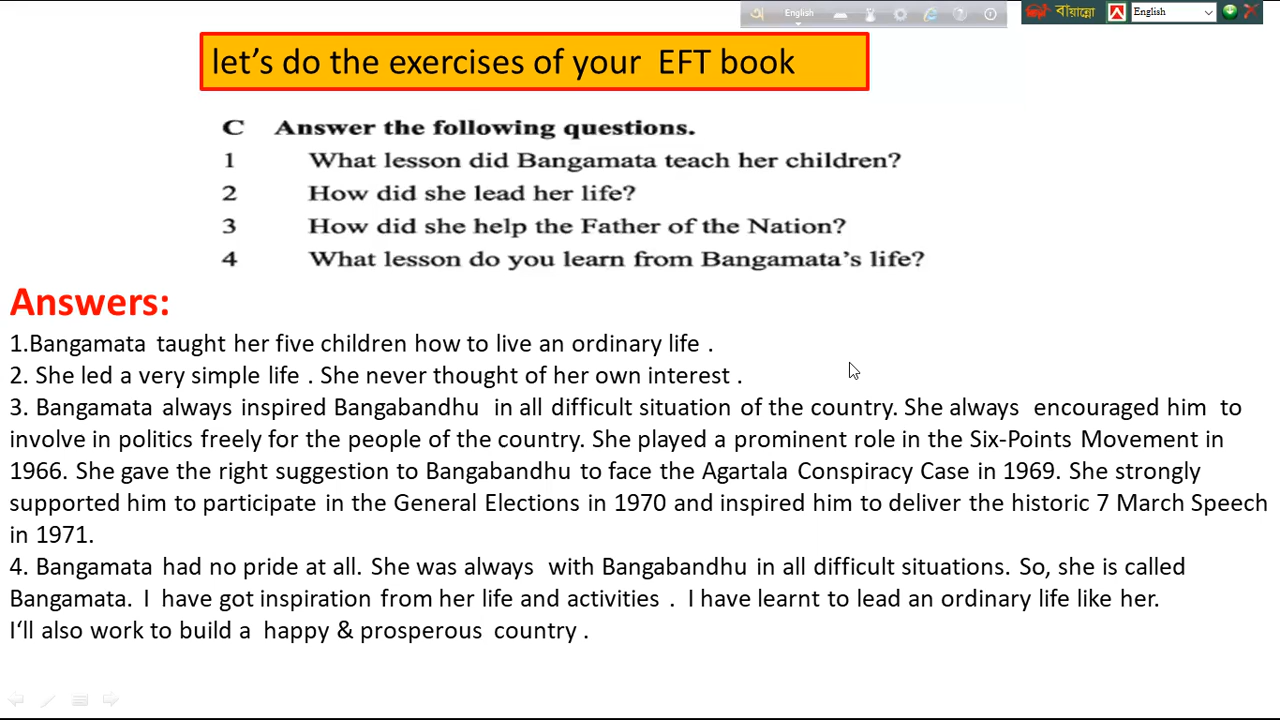 English
বায়ান্নো English
let's do the exercises of your EFT book
C Answer the following questions.
1 What lesson did Bangamata teach her children?
2 How did she lead her life?
3 How did she help the Father of the Nation?
4 What lesson do you learn from Bangamata's life?
Answers:
1.Bangamata taught her five children how to live an ordinary life .
2. She led a very simple life . She never thought of her own interest .
3. Bangamata always inspired Bangabandhu in all difficult situation of the country. She always encouraged him to
involve in politics freely for the people of the country. She played a prominent role in the Six-Points Movement in
1966. She gave the right suggestion to Bangabandhu to face the Agartala Conspiracy Case in 1969. She strongly
supported him to participate in the General Elections in 1970 and inspired him to deliver the historic 7 March Speech
in 1971.
4. Bangamata had no pride at all. She was always with Bangabandhu in all difficult situations. So, she is called
Bangamata. I have got inspiration from her life and activities . I have learnt to lead an ordinary life like her.
I'll also work to build a happy & prosperous country .